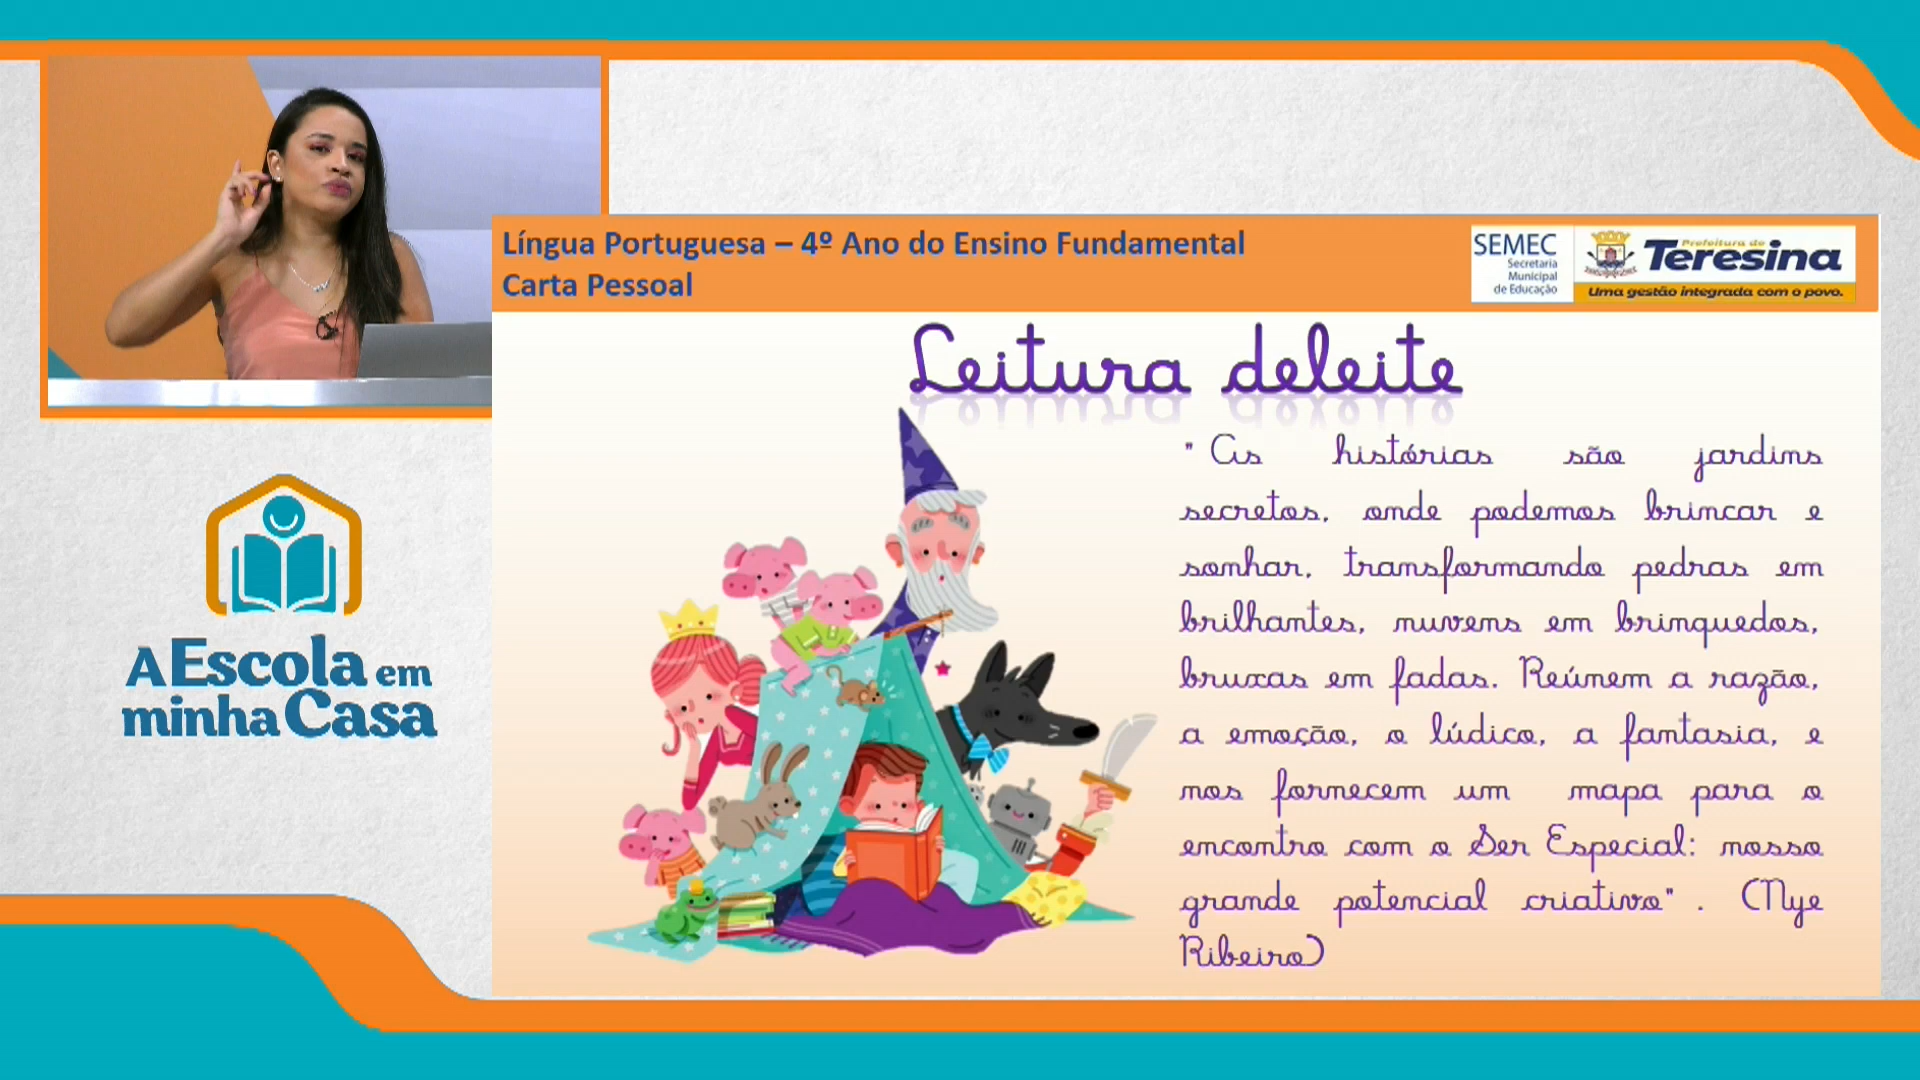 Língua Portuguesa – 4º Ano do Ensino Fundamental
Carta Pessoal
SEMEC
Secretaria
Municipal
de Educação
Prefeitura de
Teresina
Uma gestão integrada com o povo.
Leitura deleite
" As histórias são jardins
secretos, onde podemos brincar e
sonhar, transformando pedras em
brilhantes, nuvens em brinquedos,
bruxas em fadas. Reúnem a razão,
a emoção, o lúdico, a fantasia, e
nos fornecem um mapa para o
encontro com o Ser Especial: nosso
grande potencial criativo" . (Nye
Ribeiro)
A Escola em
minha Casa